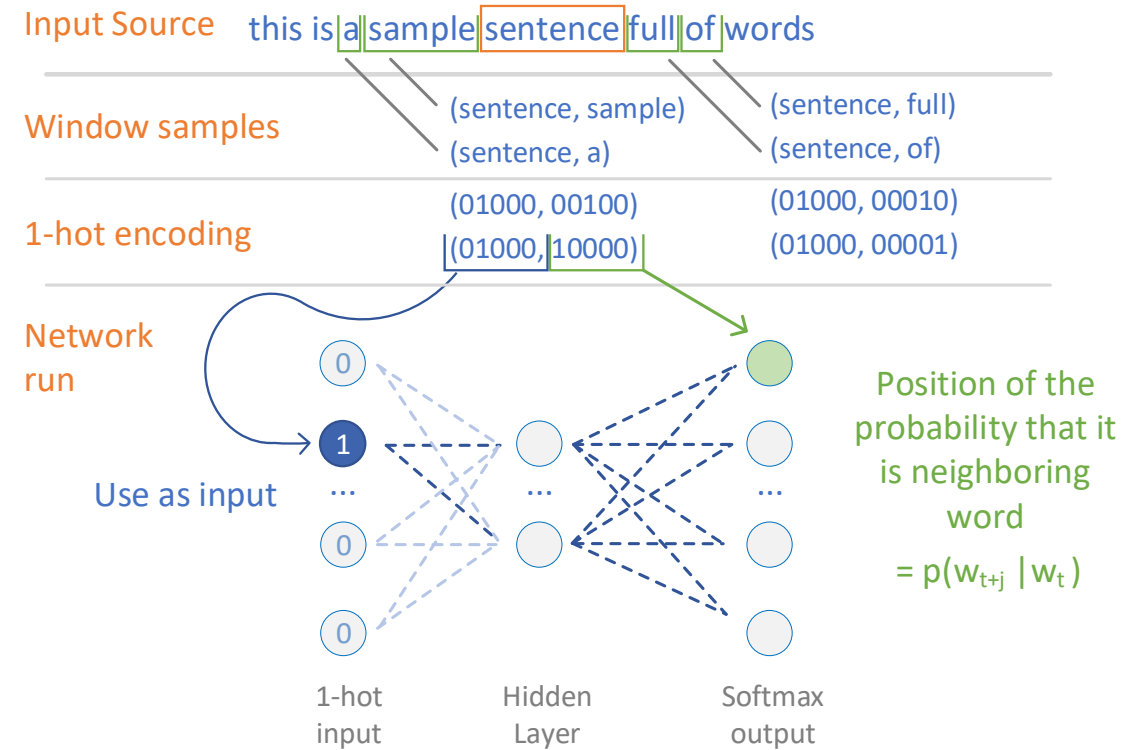 Input Source
this is a sample sentence full of words
Window samples
(sentence, sample)
(sentence, a)
(sentence, full)
(sentence, of)
1-hot encoding
(01000, 00100)
(01000, 10000)
(01000, 00010)
(01000, 00001)
Network
run
Use as input
0
1
...
0
0
...
...
Position of the
probability that it
is neighboring
word
= p(wt+j |wt )
1-hot
input
Hidden
Layer
Softmax
output